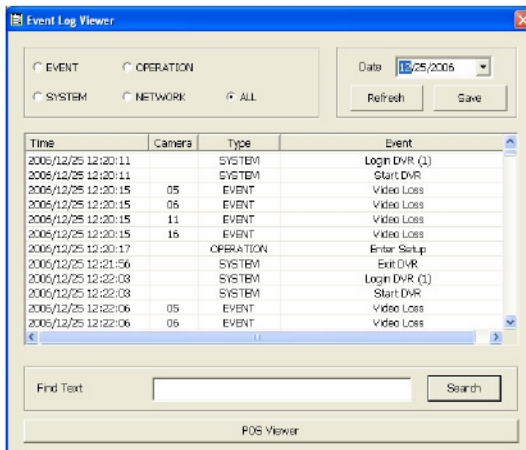 Event Log Viewer
EVENT OPERATION
SYSTEM NETWORK ALL
Date 12/25/2006
Refresh Save
Time Camera Type Event
2006/12/25 12:20:11 SYSTEM Login DVR (1)
2006/12/25 12:20:11 SYSTEM Start DVR
2006/12/25 12:20:15 05 EVENT Video Loss
2006/12/25 12:20:15 06 EVENT Video Loss
2006/12/25 12:20:15 11 EVENT Video Loss
2006/12/25 12:20:15 16 EVENT Video Loss
2006/12/25 12:20:17 OPERATION Enter Setup
2006/12/25 12:21:56 SYSTEM Exit DVR
2006/12/25 12:22:03 SYSTEM Login DVR (1)
2006/12/25 12:22:03 SYSTEM Start DVR
2006/12/25 12:22:06 05 EVENT Video Loss
2006/12/25 12:22:06 06 EVENT Video Loss
Find Text Search
POS Viewer